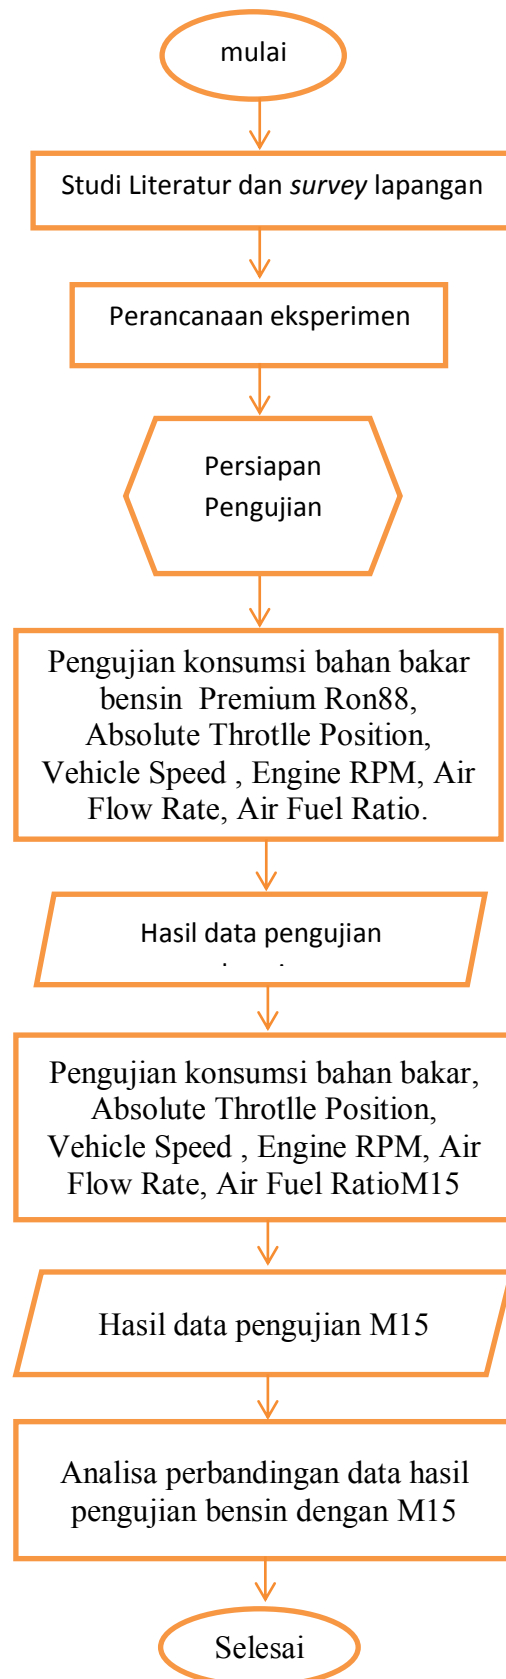 mulai
Studi Literatur dan survey lapangan
Perancanaan eksperimen
Persiapan
Pengujian
Pengujian konsumsi bahan bakar
bensin Premium Ron88,
Absolute Throtlle Position,
Vehicle Speed , Engine RPM, Air
Flow Rate, Air Fuel Ratio.
Hasil data pengujian
Pengujian konsumsi bahan bakar,
Absolute Throtlle Position,
Vehicle Speed , Engine RPM, Air
Flow Rate, Air Fuel RatioM15
Hasil data pengujian M15
Analisa perbandingan data hasil
pengujian bensin dengan M15
Selesai